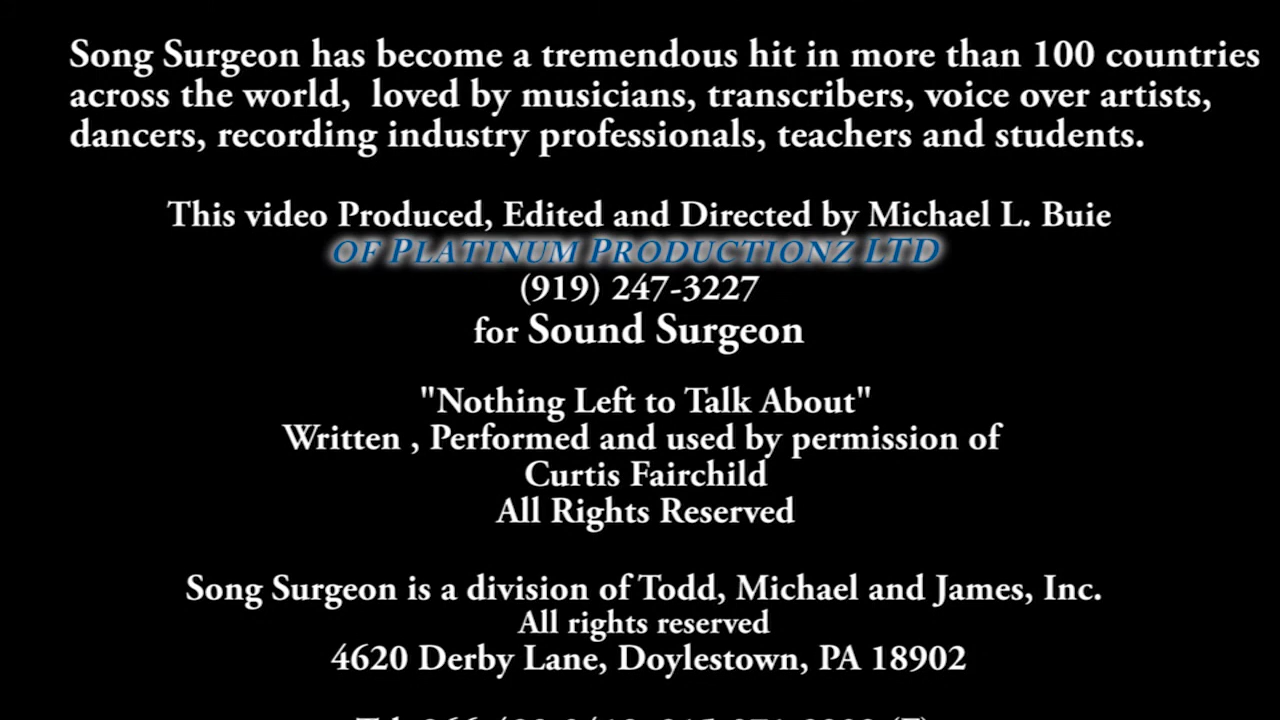 Song Surgeon has become a tremendous hit in more than 100 countries
across the world,  loved by musicians, transcribers, voice over artists,
dancers, recording industry professionals, teachers and students.
This video Produced, Edited and Directed by Michael L. Buie
OF PLATINUM PRODUCTIONZ LTD
(919) 247-3227
for Sound Surgeon
"Nothing Left to Talk About"
Written , Performed and used by permission of
Curtis Fairchild
All Rights Reserved
Song Surgeon is a division of Todd, Michael and James, Inc.
All rights reserved
4620 Derby Lane, Doylestown, PA 18902